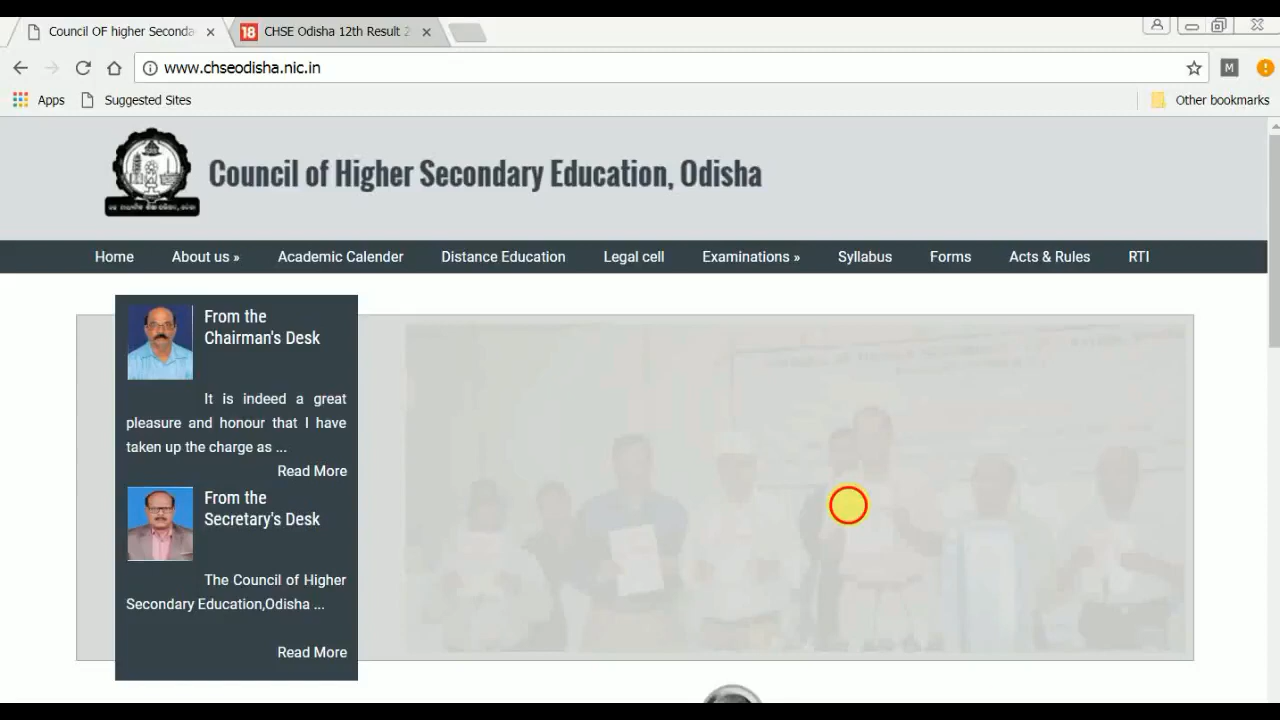 Council OF higher Seconda
CHSE Odisha 12th Result 2
www.chseodisha.nic.in
M
Apps
Suggested Sites
Other bookmarks
Council of Higher Secondary Education, Odisha
Home
About us »
Academic Calender
Distance Education
Legal cell
Examinations »
Syllabus
Forms
Acts & Rules
RTI
From the
Chairman's Desk
It is indeed a great
pleasure and honour that I have
taken up the charge as ...
Read More
From the
Secretary's Desk
The Council of Higher
Secondary Education,Odisha ...
Read More
18